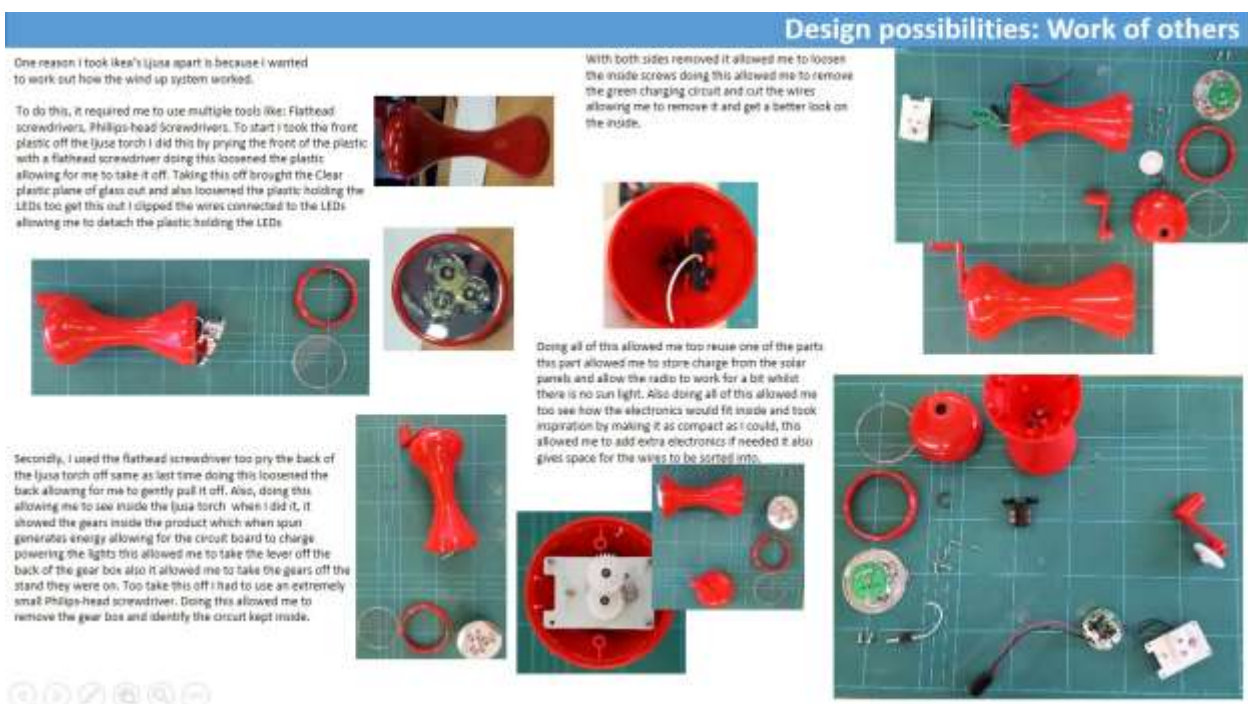 Design possibilities: Work of others
One reason I took Ikea's Ljusa apart is because I wanted
to work out how the wind up system worked.
To do this, it required me to use multiple tools like: Flathead
screwdrivers, Phillips-head Screwdrivers. To start I took the front
plastic off the ljusa torch I did this by prying the front of the plastic
with a flathead screwdriver doing this loosened the plastic
allowing for me to take it off. Taking this off brought the Clear
plastic plane of glass out and also loosened the plastic holding the
LEDs too get this out I clipped the wires connected to the LEDs
allowing me to detach the plastic holding the LEDs
Secondly, I used the flathead screwdriver too pry the back of
the ljusa torch off same as last time doing this loosened the
back allowing for me to gently pull it off. Also, doing this
allowing me to see inside the ljusa torch when I did it, it
showed the gears inside the product which when spun
generates energy allowing for the circuit board to charge
powering the lights this allowed me to take the lever off the
back of the gear box also it allowed me to take the gears off the
stand they were on. Too take this off I had to use an extremely
small Philips-head screwdriver. Doing this allowed me to
remove the gear box and identify the circuit kept inside.
With both sides removed it allowed me to loosen
the inside screws doing this allowed me to remove
the green charging circuit and cut the wires
allowing me to remove it and get a better look on
the inside.
Doing all of this allowed me too reuse one of the parts
this part allowed me to store charge from the solar
panels and allow the radio to work for a bit whilst
there is no sun light. Also doing all of this allowed me
too see how the electronics would fit inside and took
inspiration by making it as compact as I could, this
allowed me to add extra electronics if needed it also
gives space for the wires to be sorted into.